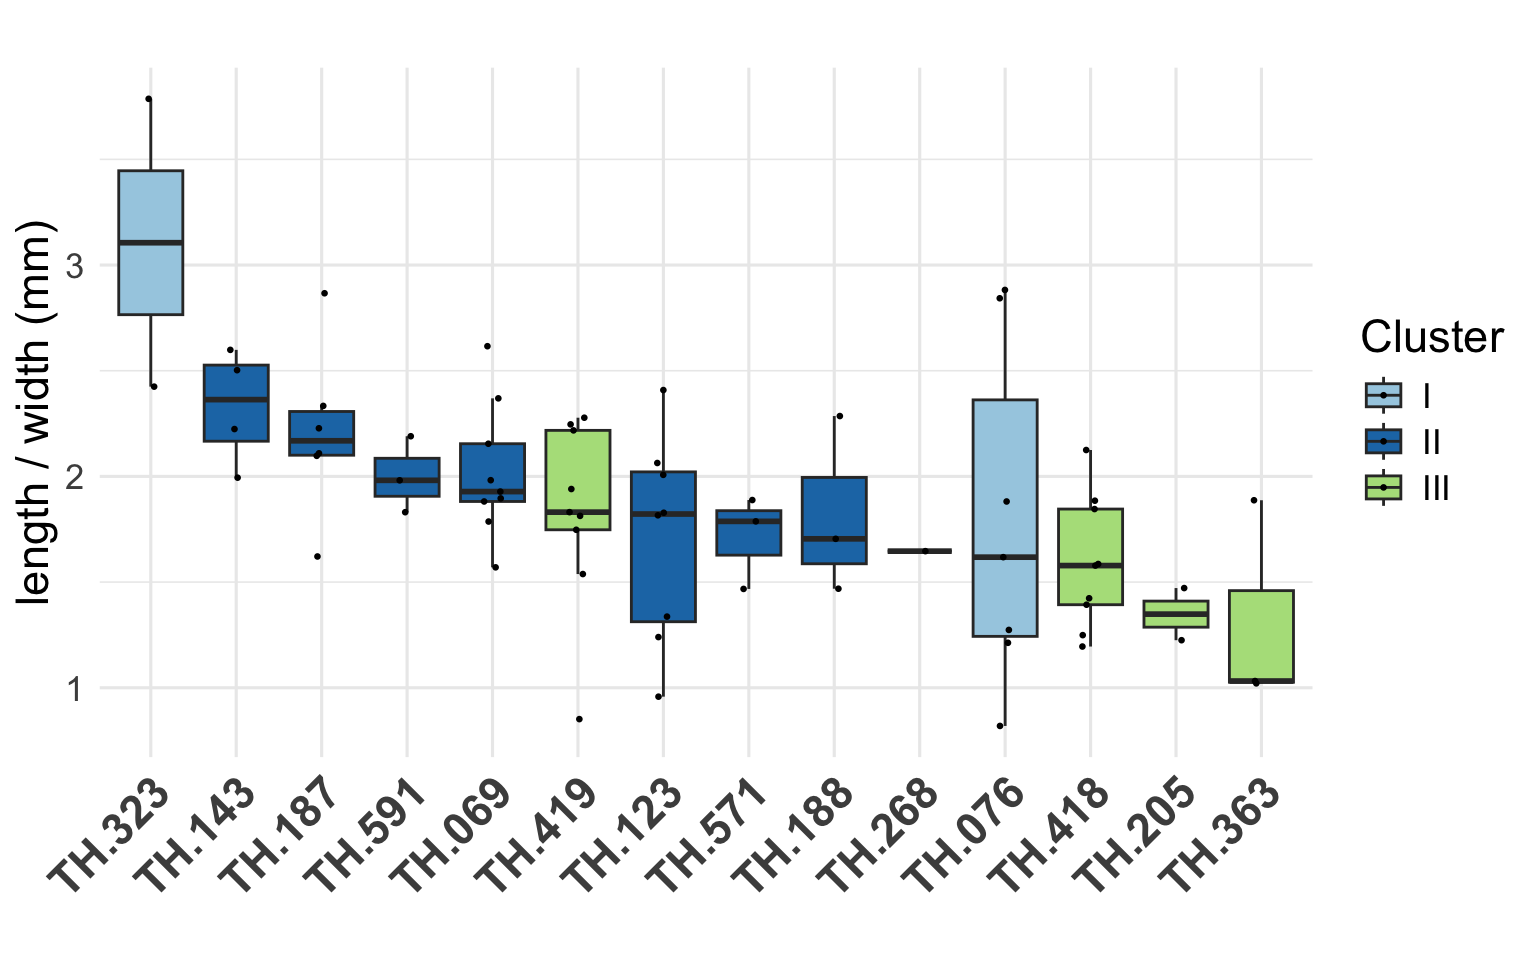 length / width (mm)
3
2
1
TH.323
TH.143
TH.187
TH.591
TH.069
TH.419
TH.123
TH.571
TH.188
TH.268
TH.076
TH.418
TH.205
TH.363
Cluster
I
II
III